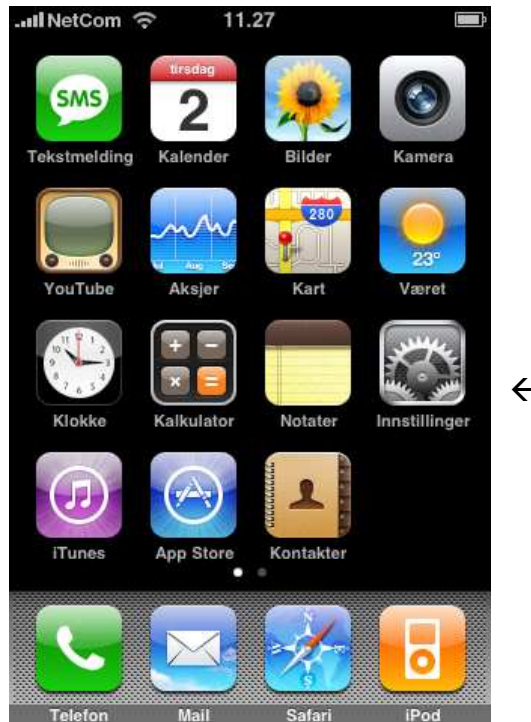 NetCom 11.27
SMS tirsdag 2
Tekstmelding Kalender Bilder Kamera
280 23°
YouTube Aksjer Kart Været
Klokke Kalkulator Notater Innstillinger
iTunes App Store Kontakter
Telefon Mail Safari iPod